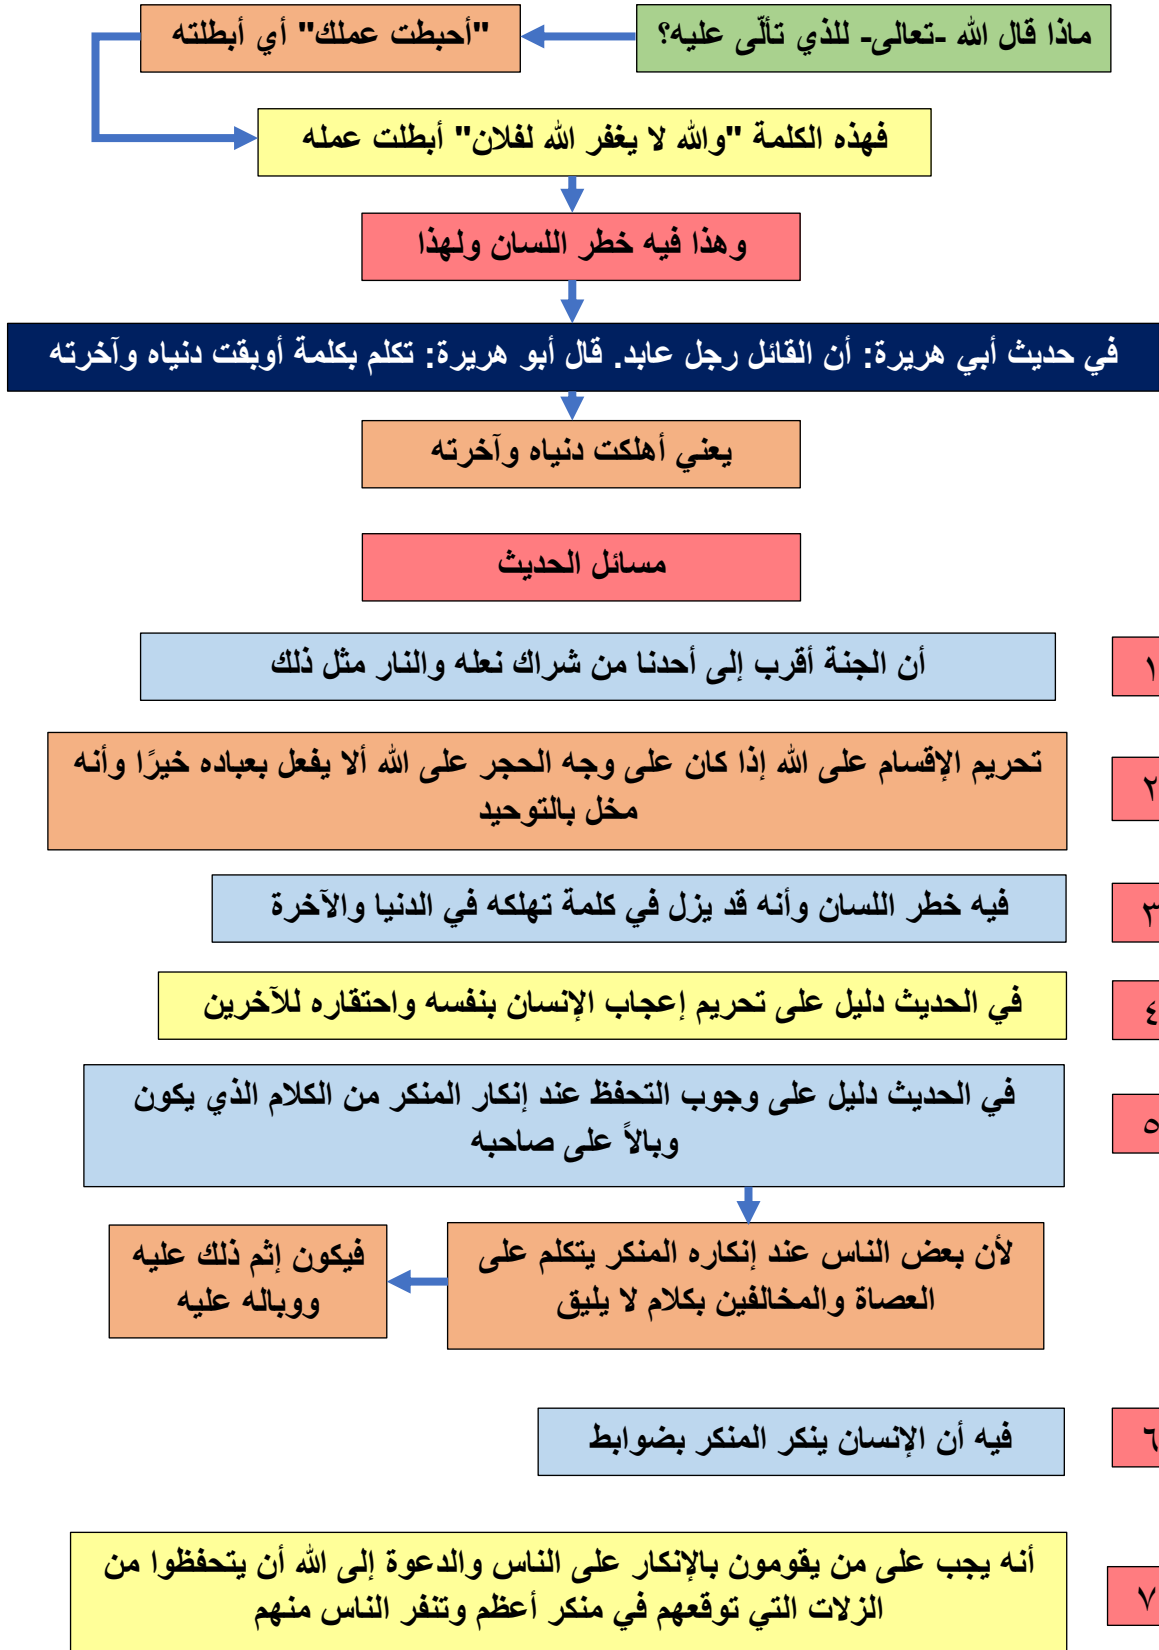 ماذا قال الله -تعالى- للذي تألّى عليه؟
"أحبطت عملك" أي أبطلته
فهذه الكلمة "والله لا يغفر الله لفلان" أبطلت عمله
وهذا فيه خطر اللسان ولهذا
في حديث أبي هريرة: أن القائل رجل عابد. قال أبو هريرة: تكلم بكلمة أوبقت دنياه وآخرته
يعني أهلكت دنياه وآخرته
مسائل الحديث
١
أن الجنة أقرب إلى أحدنا من شراك نعله والنار مثل ذلك
٢
تحريم الإقسام على الله إذا كان على وجه الحجر على الله ألا يفعل بعباده خيرًا وأنه
مخل بالتوحيد
٣
فيه خطر اللسان وأنه قد يزل في كلمة تهلكه في الدنيا والآخرة
٤
في الحديث دليل على تحريم إعجاب الإنسان بنفسه واحتقاره للآخرين
٥
في الحديث دليل على وجوب التحفظ عند إنكار المنكر من الكلام الذي يكون
وبالاً على صاحبه
لأن بعض الناس عند إنكاره المنكر يتكلم على
العصاة والمخالفين بكلام لا يليق
فيكون إثم ذلك عليه
ووباله عليه
٦
فيه أن الإنسان ينكر المنكر بضوابط
٧
أنه يجب على من يقومون بالإنكار على الناس والدعوة إلى الله أن يتحفظوا من
الزلات التي توقعهم في منكر أعظم وتنفر الناس منهم